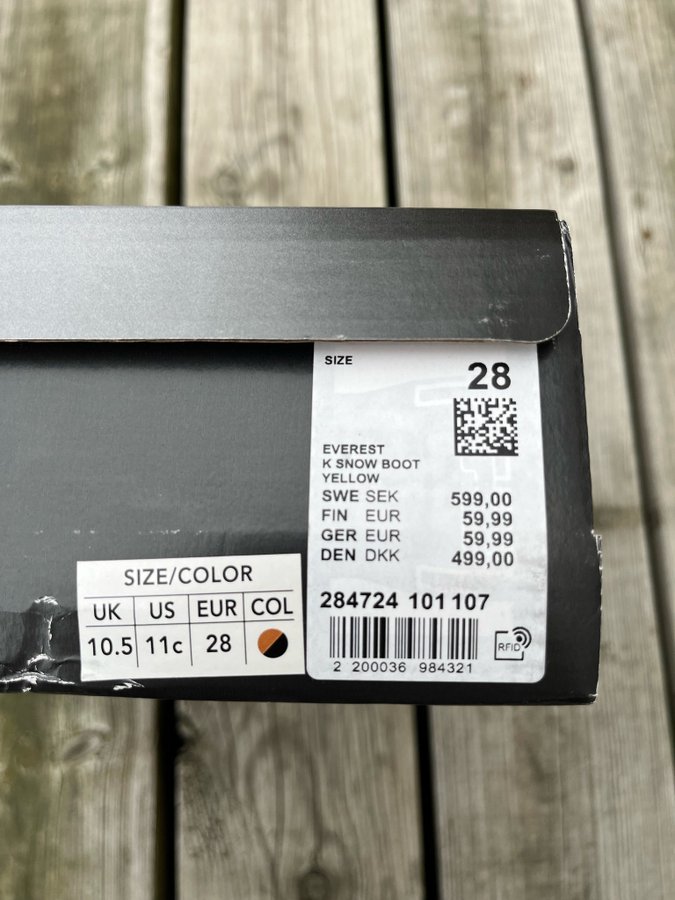 SIZE
28
EVEREST
K SNOW BOOT
YELLOW
SWE SEK 599,00
FIN EUR 59,99
GER EUR 59,99
DEN DKK 499,00
284724 101107
2 200036 984321
RFID
SIZE/COLOR
UK US EUR COL
10.5 11c 28